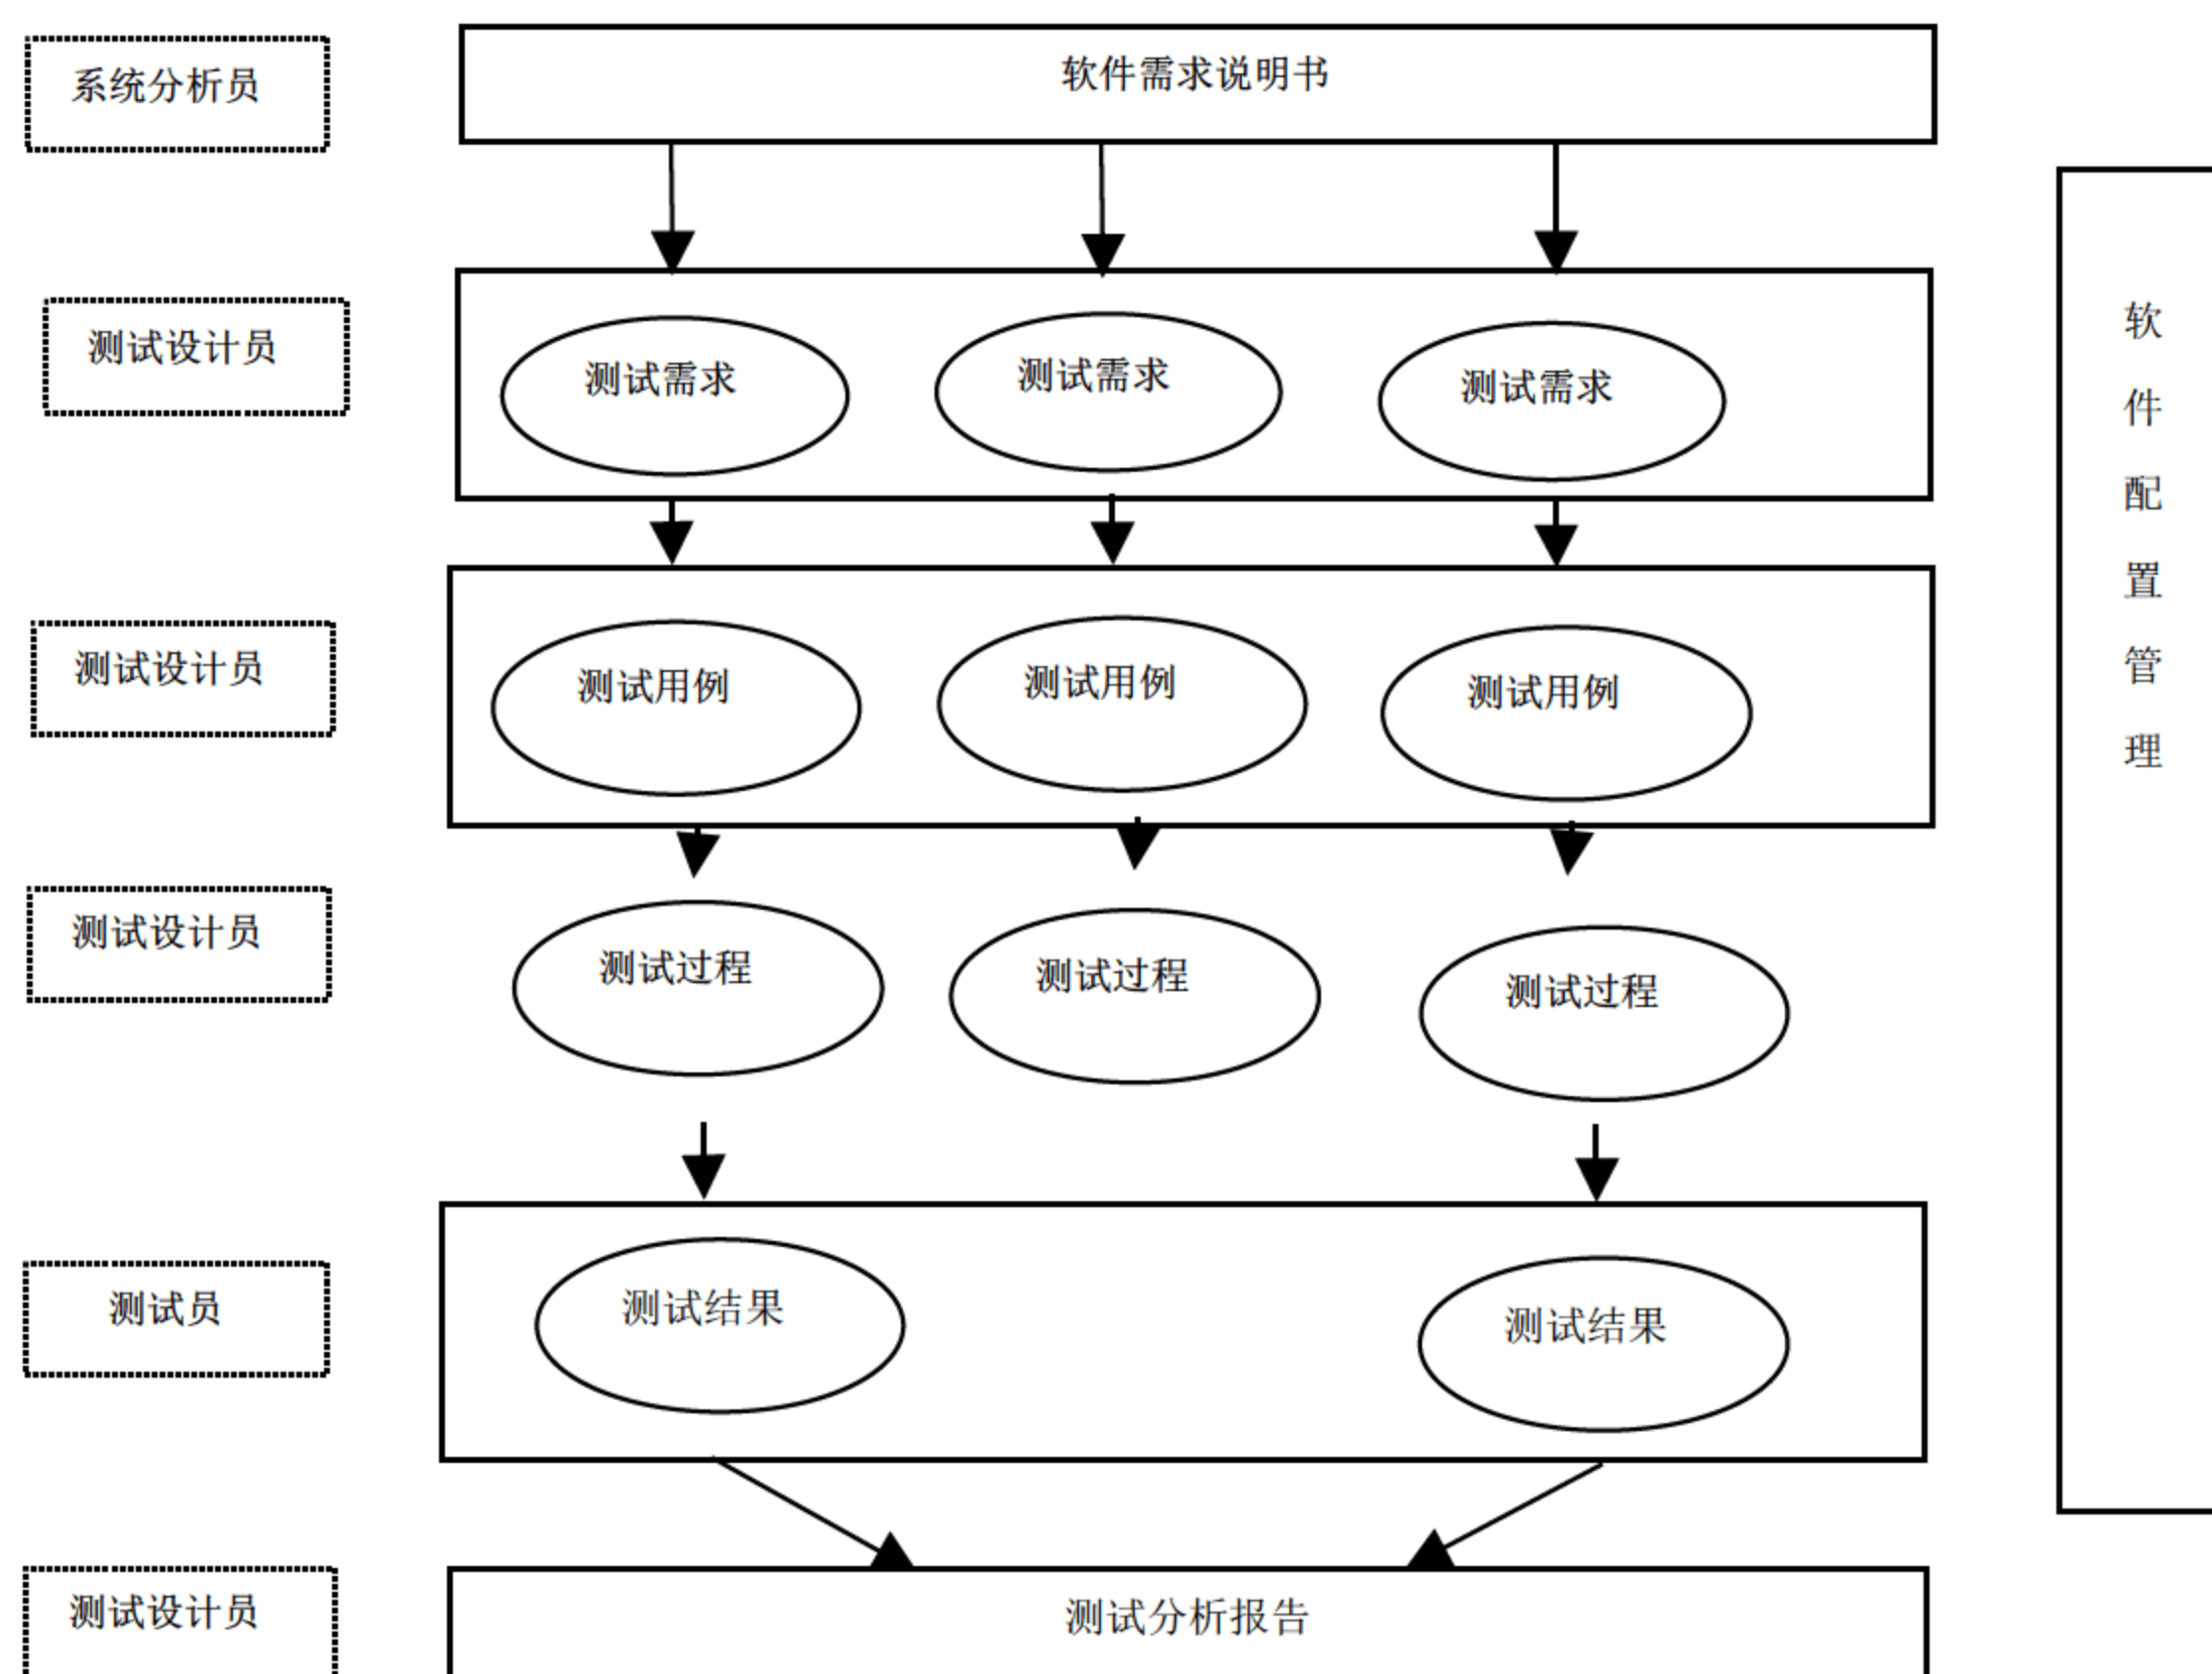 系统分析员
软件需求说明书
测试设计员
测试需求
测试需求
测试需求
测试设计员
测试用例
测试用例
测试用例
测试设计员
测试过程
测试过程
测试过程
测试员
测试结果
测试结果
测试设计员
测试分析报告
软
件
配
置
管
理